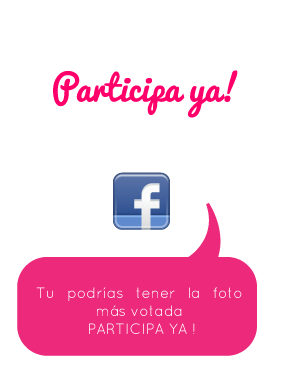 Participa ya!
f
Tu podrías tener la foto
más votada
PARTICIPA YA !